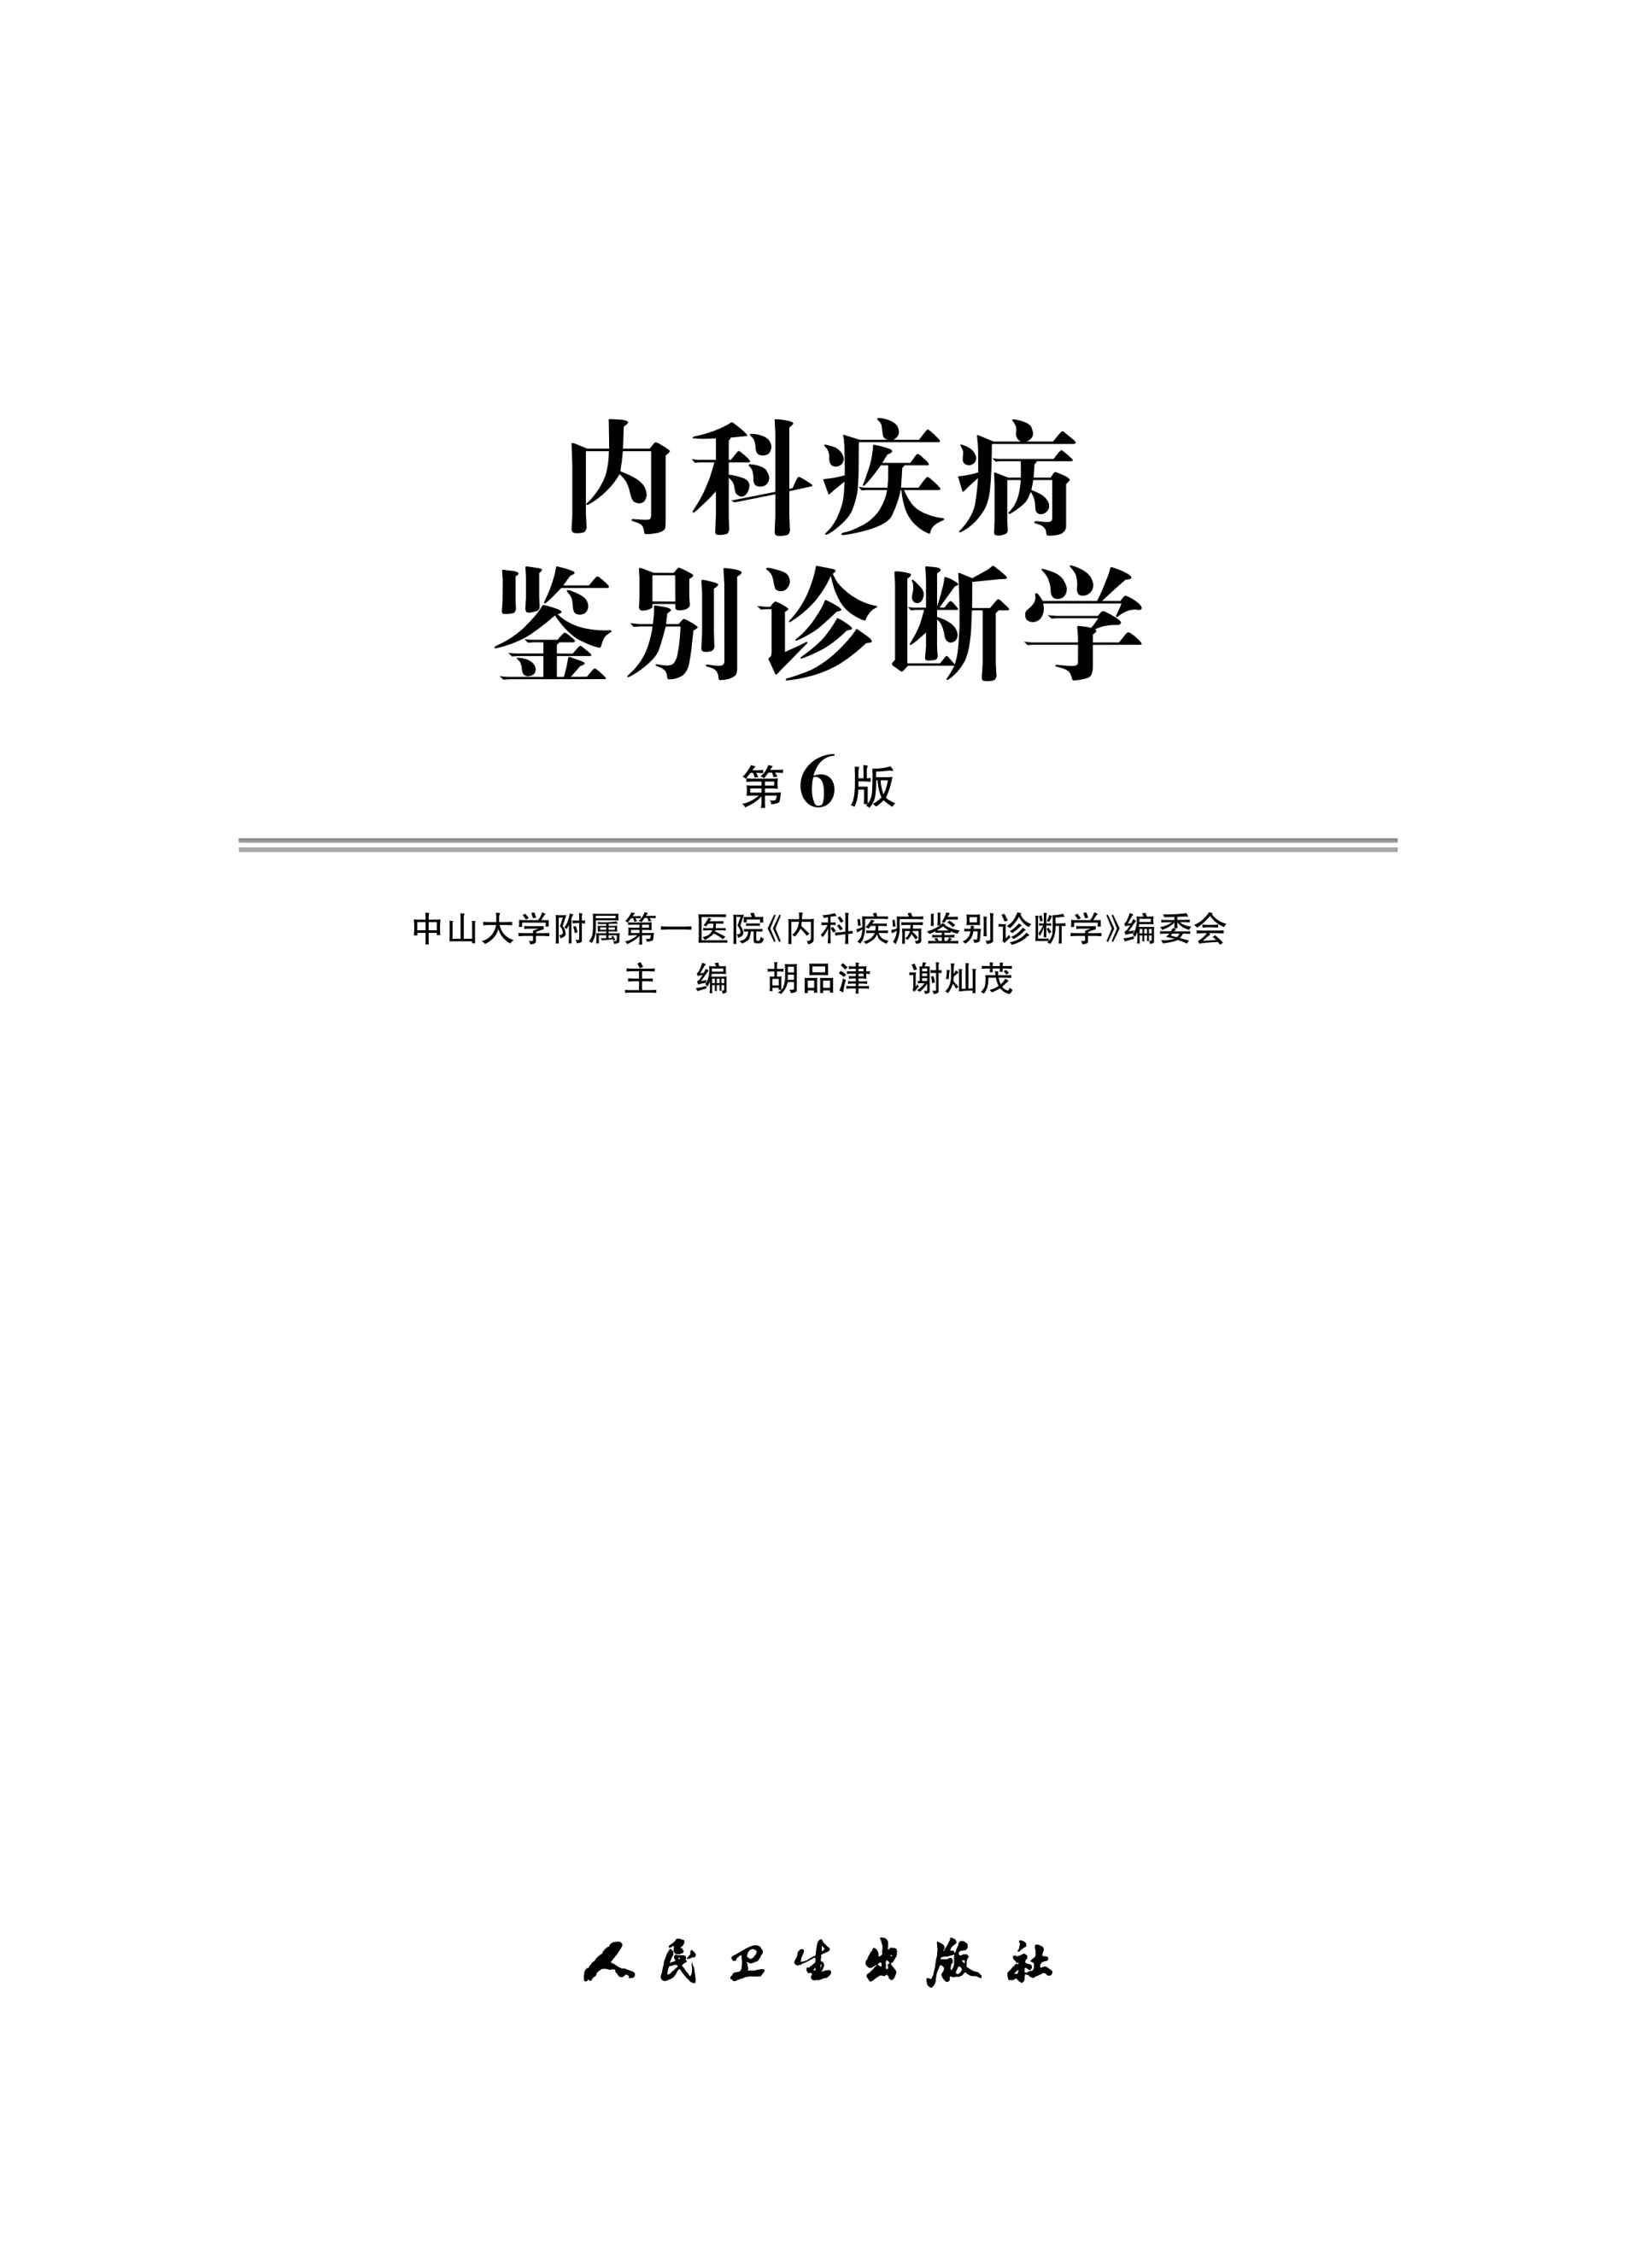 内科疾病
鉴别诊断学
第6版
中山大学附属第一医院《内科疾病鉴别诊断学》编委会
主 编 胡品津 谢灿茂
人民卫生出版社